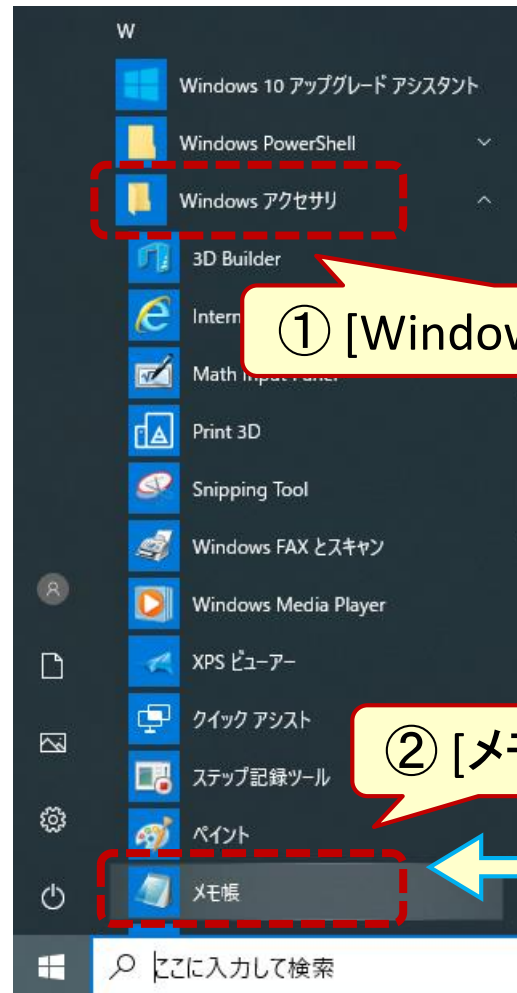 W
Windows 10 アップグレード アシスタント
Windows PowerShell
Windows アクセサリ
3D Builder
Intern
① [Window
Math Input Panel
Print 3D
Snipping Tool
Windows FAX とスキャン
Windows Media Player
XPS ビューアー
クイック アシスト
② [メモ
ステップ記録ツール
ペイント
メモ帳
ここに入力して検索